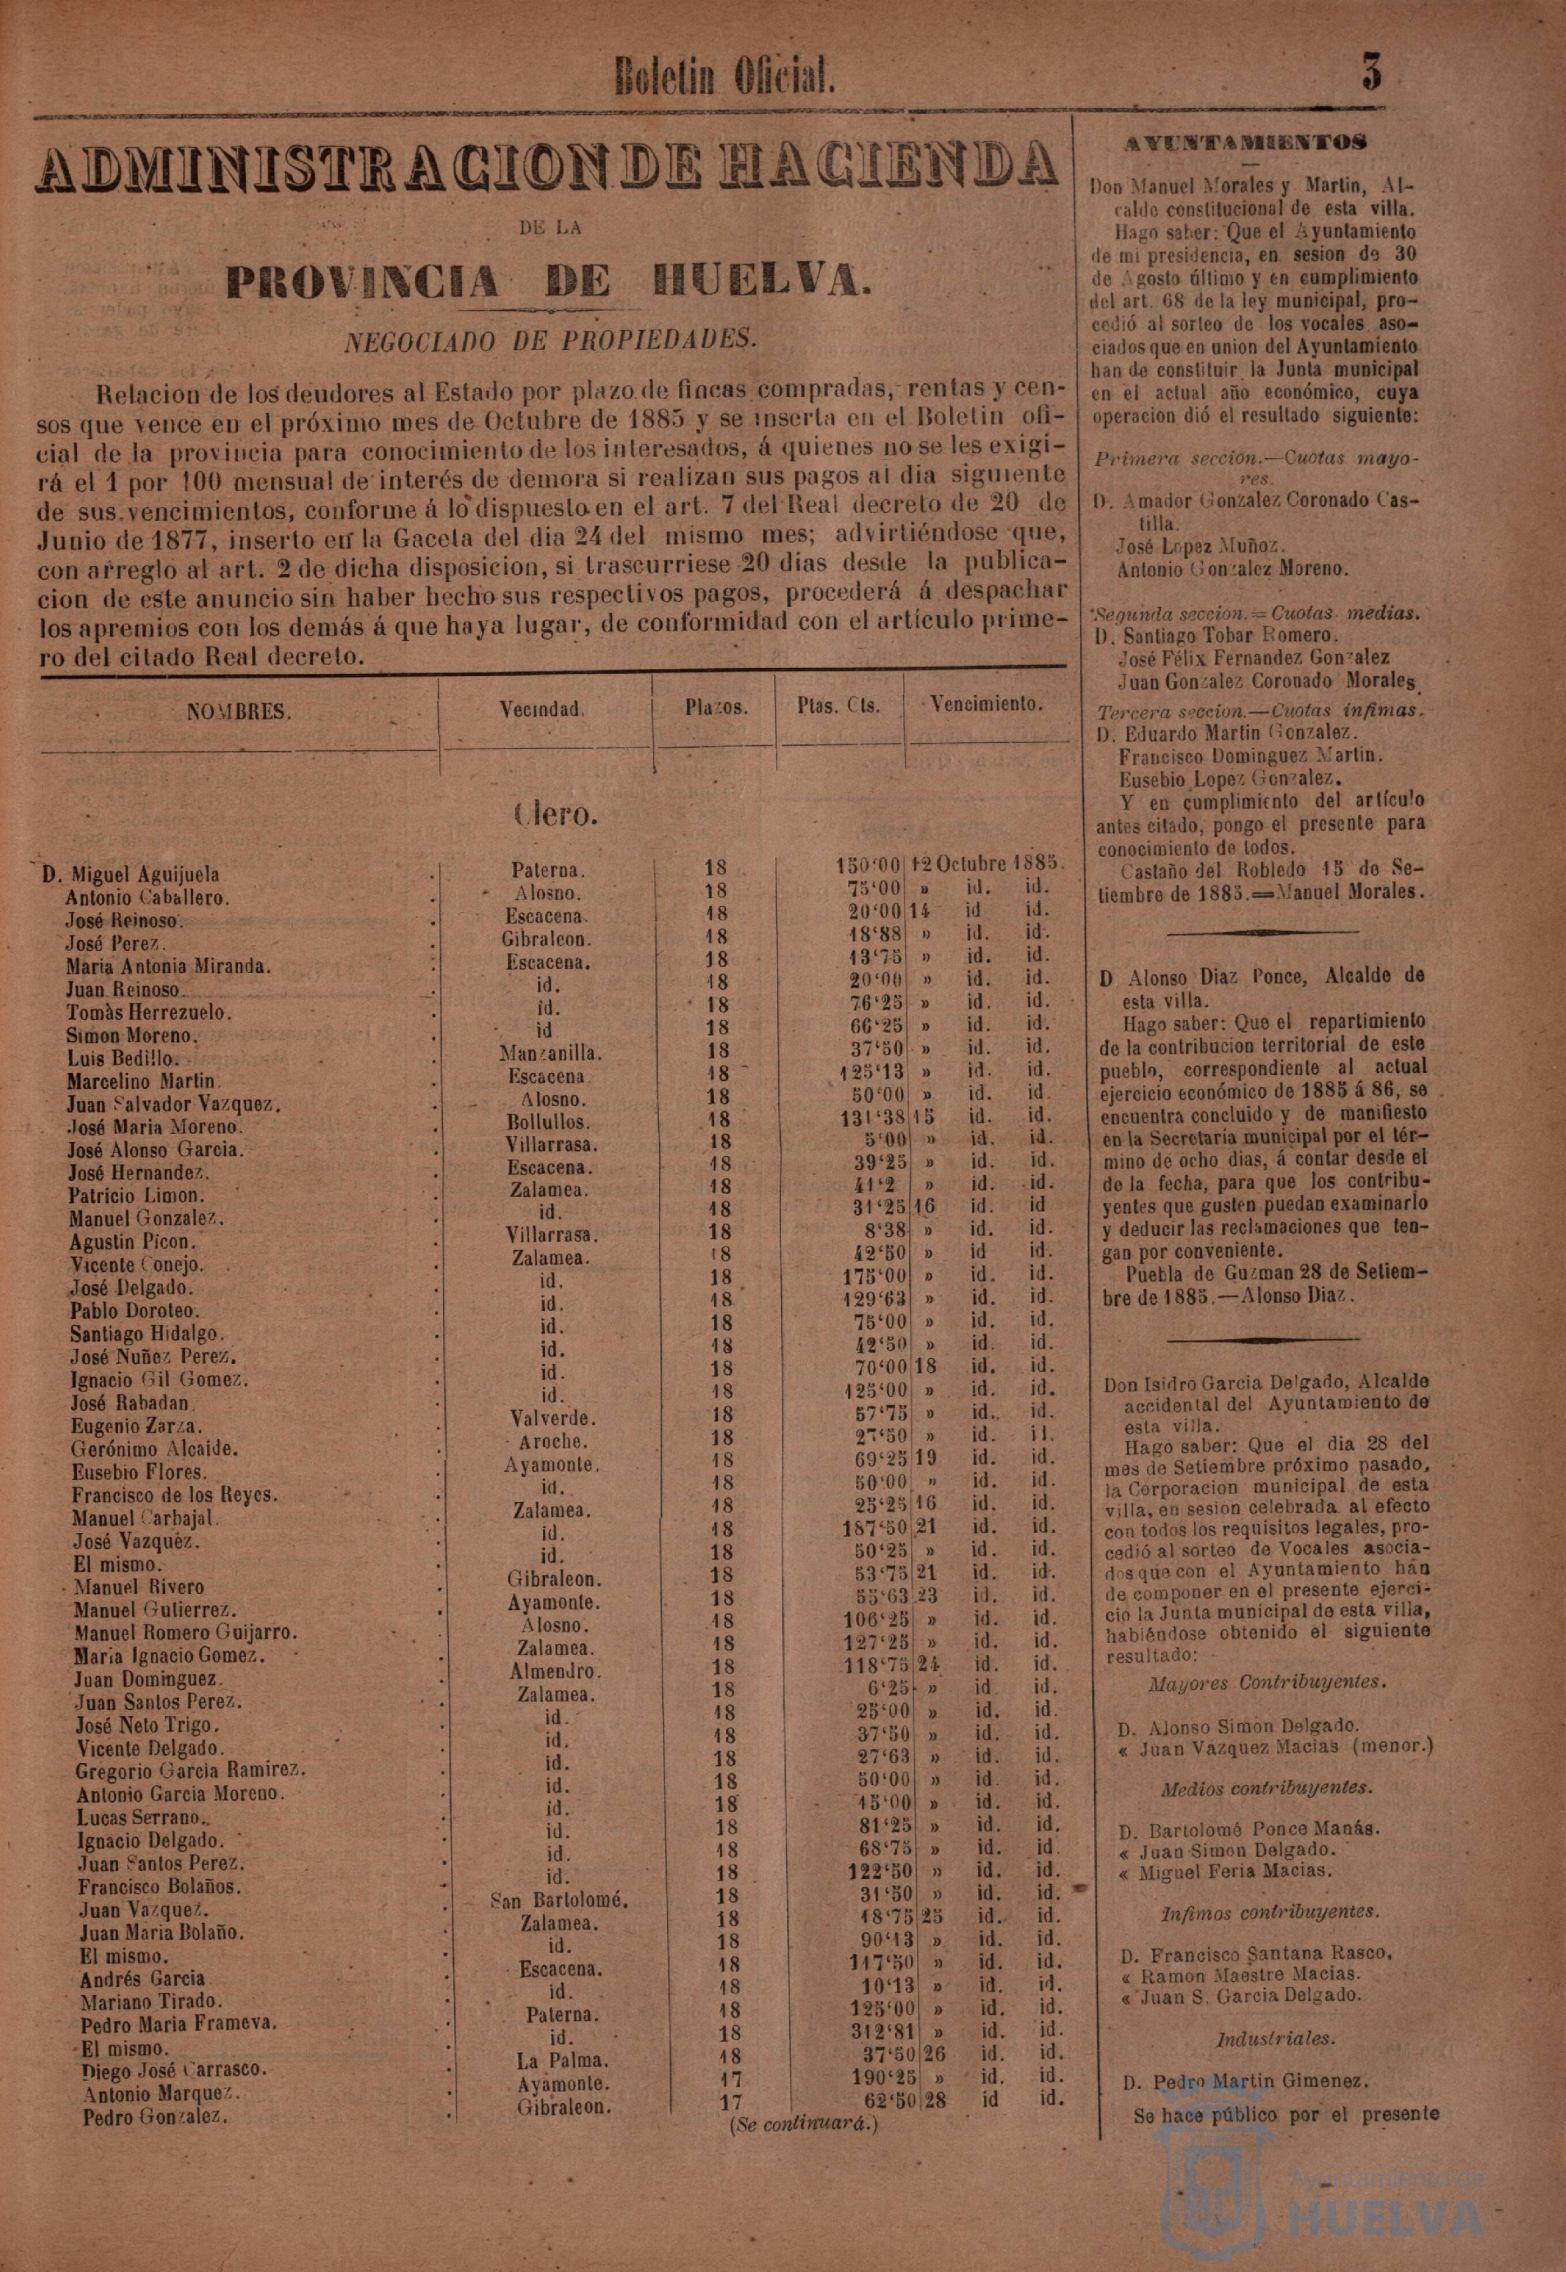 Boletin Oficial.
3
ADMINISTRACION DE HACIENDA
DE LA
PROVINCIA DE HUELVA.
NEGOCIADO DE PROPIEDADES.
Relacion de los deudores al Estado por plazo de fincas compradas, rentas y cen-
sos que vence en el próximo mes de Octubre de 1885 y se inserta en el Boletin ofi-
cial de la provincia para conocimiento de los interesados, á quienes no se les exigi-
rá el 1 por 100 mensual de interés de demora si realizan sus pagos al dia siguiente
de sus vencimientos, conforme á lo dispuesto en el art. 7 del Real decreto de 20 de
Junio de 1877, inserto en la Gaceta del dia 24 del mismo mes; advirtiéndose que,
con arreglo al art. 2 de dicha disposicion, si trascurriese 20 dias desde la publica-
cion de este anuncio sin haber hecho sus respectivos pagos, procederá á despachar
los apremios con los demás á que haya lugar, de conformidad con el artículo prime-
ro del citado Real decreto.
NOMBRES. Vecindad. Plazos. Ptas. Cts. Vencimiento.
Clero.
D. Miguel Aguijuela Paterna. 18 150‘00 12 Octubre 1885.
Antonio Caballero. Alosno. 18 75‘00 » id. id.
José Reinoso. Escacena. 18 20‘00 14 id id.
José Perez. Gibraleon. 18 18‘88 » id. id.
Maria Antonia Miranda. Escacena. 18 13‘75 » id. id.
Juan Reinoso. id. 18 20‘00 » id. id.
Tomàs Herrezuelo. id. 18 76‘25 » id. id.
Simon Moreno. id 18 66‘25 » id. id.
Luis Bedillo. Manzanilla. 18 37‘50 » id. id.
Marcelino Martin. Escacena 18 125‘13 » id. id.
Juan Salvador Vazquez. Alosno. 18 50‘00 » id. id.
José Maria Moreno. Bollullos. 18 131‘38 15 id. id.
José Alonso Garcia. Villarrasa. 18 5‘00 » id. id.
José Hernandez. Escacena. 18 39‘25 » id. id.
Patricio Limon. Zalamea. 18 41‘2 » id. id.
Manuel Gonzalez. id. 18 31‘25 16 id. id
Agustin Picon. Villarrasa. 18 8‘38 » id. id.
Vicente Conejo. Zalamea. 18 42‘50 » id id.
José Delgado. id. 18 175‘00 » id. id.
Pablo Doroteo. id. 18 129‘63 » id. id.
Santiago Hidalgo. id. 18 75‘00 » id. id.
José Nuñez Perez. id. 18 42‘50 » id. id.
Ignacio Gil Gomez. id. 18 70‘00 18 id. id.
José Rabadan. id. 18 125‘00 » id. id.
Eugenio Zarza. Valverde. 18 57‘75 » id. id.
Gerónimo Alcaide. Aroche. 18 27‘50 » id. id.
Eusebio Flores. Ayamonte. 18 69‘25 19 id. id.
Francisco de los Reyes. id. 18 50‘00 » id. id.
Manuel Carbajal. Zalamea. 18 25‘25 16 id. id.
José Vazquèz. id. 18 187‘50 21 id. id.
El mismo. id. 18 50‘25 » id. id.
Manuel Rivero Gibraleon. 18 53‘75 21 id. id.
Manuel Gutierrez. Ayamonte. 18 55‘63 23 id. id.
Manuel Romero Guijarro. Alosno. 18 106‘25 » id. id.
Maria Ignacio Gomez. Zalamea. 18 127‘25 » id. id.
Juan Dominguez. Almendro. 18 118‘75 24 id. id.
Juan Santos Perez. Zalamea. 18 6‘25 » id id.
José Neto Trigo. id. 18 25‘00 » id. id.
Vicente Delgado. id. 18 37‘50 » id. id.
Gregorio Garcia Ramirez. id. 18 27‘63 » id. id.
Antonio Garcia Moreno. id. 18 50‘00 » id. id.
Lucas Serrano. id. 18 15‘00 » id. id.
Ignacio Delgado. id. 18 81‘25 » id. id.
Juan Santos Perez. id. 18 68‘75 » id. id.
Francisco Bolaños. id. 18 122‘50 » id. id.
Juan Vazquez. San Bartolomé. 18 31‘50 » id. id.
Juan Maria Bolaño. Zalamea. 18 18‘75 25 id. id.
El mismo. id. 18 90‘13 » id. id.
Andrés Garcia Escacena. 18 117‘50 » id. id.
Mariano Tirado. id. 18 10‘13 » id. id.
Pedro Maria Frameva. Paterna. 18 125‘00 » id. id.
El mismo. id. 18 312‘81 » id. id.
Diego José Carrasco. La Palma. 18 37‘50 26 id. id.
Antonio Marquez. Ayamonte. 17 190‘25 » id. id.
Pedro Gonzalez. Gibraleon. 17 62‘50 28 id id.
(Se continuará.)
AYUNTAMIENTOS
Don Manuel Morales y Martin, Al-
calde constitucional de esta villa.
Hago saber: Que el Ayuntamiento
de mi presidencia, en sesion de 30
de Agosto último y en cumplimiento
del art. 68 de la ley municipal, pro-
cedió al sorteo de los vocales aso-
ciados que en union del Ayuntamiento
han de constituir la Junta municipal
en el actual año económico, cuya
operacion dió el resultado siguiente:
Primera seccion.—Cuotas mayo-
res.
D. Amador Gonzalez Coronado Cas-
tilla.
José Lopez Muñoz.
Antonio Gonzalez Moreno.
Segunda seccion.=Cuotas medias.
D. Santiago Tobar Romero.
José Félix Fernandez Gonzalez
Juan Gonzalez Coronado Morales.
Tercera seccion.—Cuotas ínfimas.
D. Eduardo Martin Gonzalez.
Francisco Dominguez Martin.
Eusebio Lopez Gonzalez.
Y en cumplimiento del artículo
antes citado, pongo el presente para
conocimiento de todos.
Castaño del Robledo 15 de Se-
tiembre de 1885.=Manuel Morales.
D Alonso Diaz Ponce, Alcalde de
esta villa.
Hago saber: Que el repartimiento
de la contribucion territorial de este
pueblo, correspondiente al actual
ejercicio económico de 1885 á 86, se
encuentra concluido y de manifiesto
en la Secretaria municipal por el tér-
mino de ocho dias, á contar desde el
de la fecha, para que los contribu-
yentes que gusten puedan examinarlo
y deducir las reclamaciones que ten-
gan por conveniente.
Puebla de Guzman 28 de Setiem-
bre de 1885.—Alonso Diaz.
Don Isidro Garcia Delgado, Alcalde
accidental del Ayuntamiento de
esta villa.
Hago saber: Que el dia 28 del
mes de Setiembre próximo pasado,
la Corporacion municipal de esta
villa, en sesion celebrada al efecto
con todos los requisitos legales, pro-
cedió al sorteo de Vocales asocia-
dos que con el Ayuntamiento hán
de componer en el presente ejerci-
cio la Junta municipal de esta villa,
habiéndose obtenido el siguiente
resultado:
Mayores Contribuyentes.
D. Alonso Simon Delgado.
« Juan Vazquez Macias (menor.)
Medios contribuyentes.
D. Bartolomé Ponce Manás.
« Juan Simon Delgado.
« Miguel Feria Macias.
Infimos contribuyentes.
D. Francisco Santana Rasco.
« Ramon Maestre Macias.
« Juan S. Garcia Delgado.
Industriales.
D. Pedro Martin Gimenez.
Se hace público por el presente
Ayuntamiento de
HUELVA